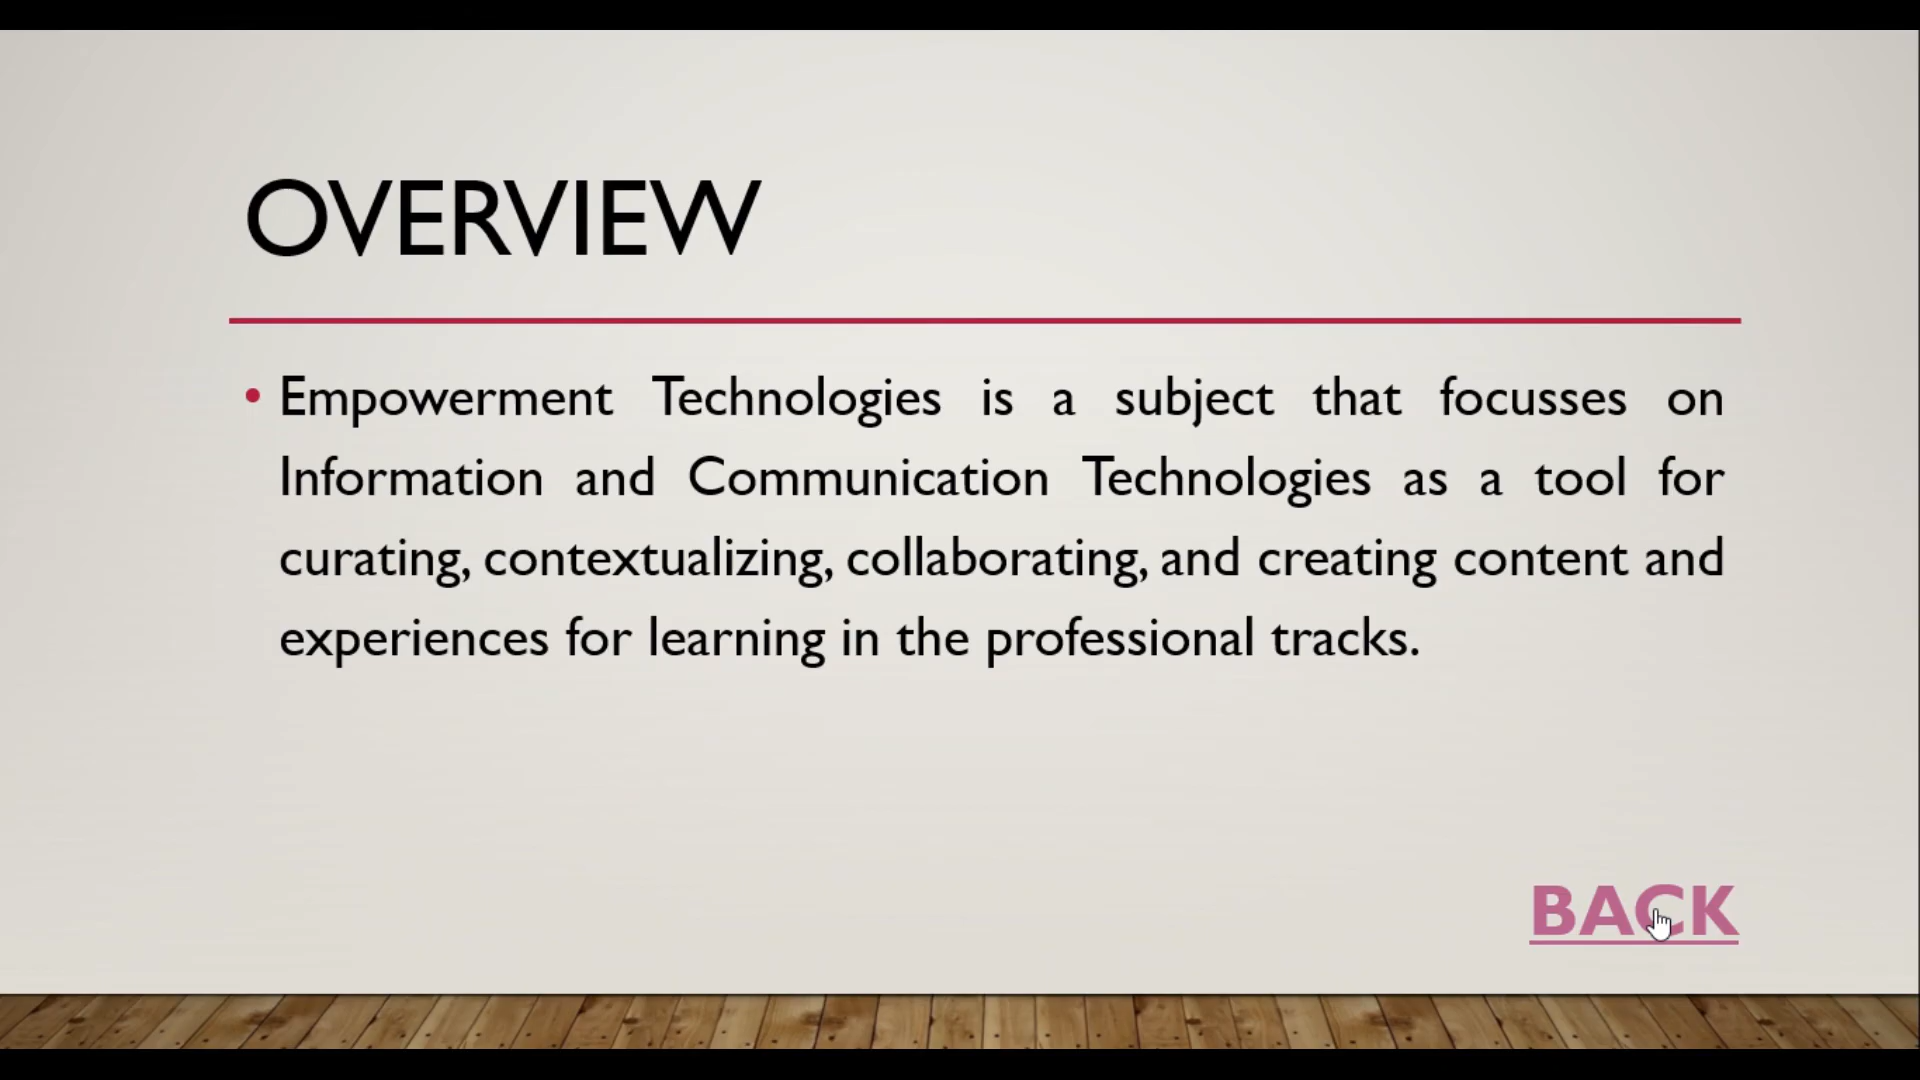 OVERVIEW
• Empowerment Technologies is a subject that focusses on
Information and Communication Technologies as a tool for
curating, contextualizing, collaborating, and creating content and
experiences for learning in the professional tracks.
BACK